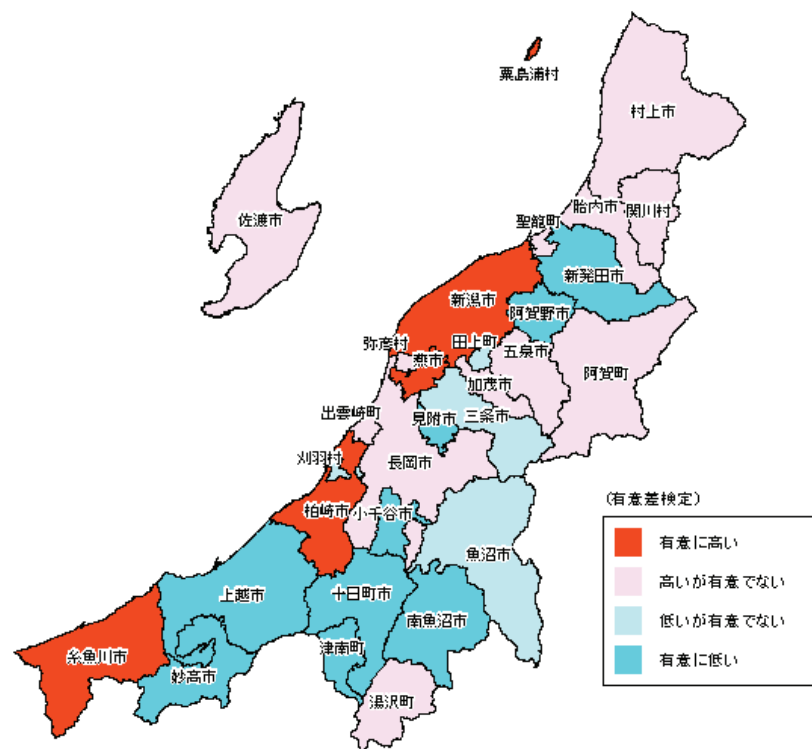 粟島浦村
村上市
佐渡市
胎内市
関川村
聖籠町
新発田市
新潟市
阿賀野市
弥彦村
燕市
田上町
五泉市
阿賀町
加茂市
出雲崎町
見附市
三条市
刈羽村
長岡市
柏崎市
小千谷市
魚沼市
上越市
十日町市
南魚沼市
糸魚川市
妙高市
津南町
湯沢町
(有意差検定)
有意に高い
高いが有意でない
低いが有意でない
有意に低い